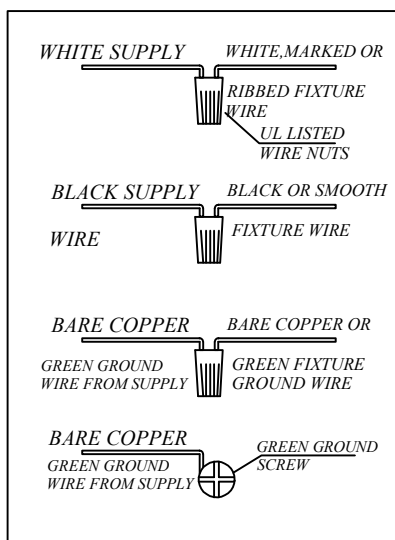 WHITE SUPPLY
WHITE,MARKED OR
RIBBED FIXTURE
WIRE
UL LISTED
WIRE NUTS
BLACK SUPPLY
WIRE
BLACK OR SMOOTH
FIXTURE WIRE
BARE COPPER
GREEN GROUND
WIRE FROM SUPPLY
BARE COPPER OR
GREEN FIXTURE
GROUND WIRE
BARE COPPER
GREEN GROUND
WIRE FROM SUPPLY
GREEN GROUND
SCREW